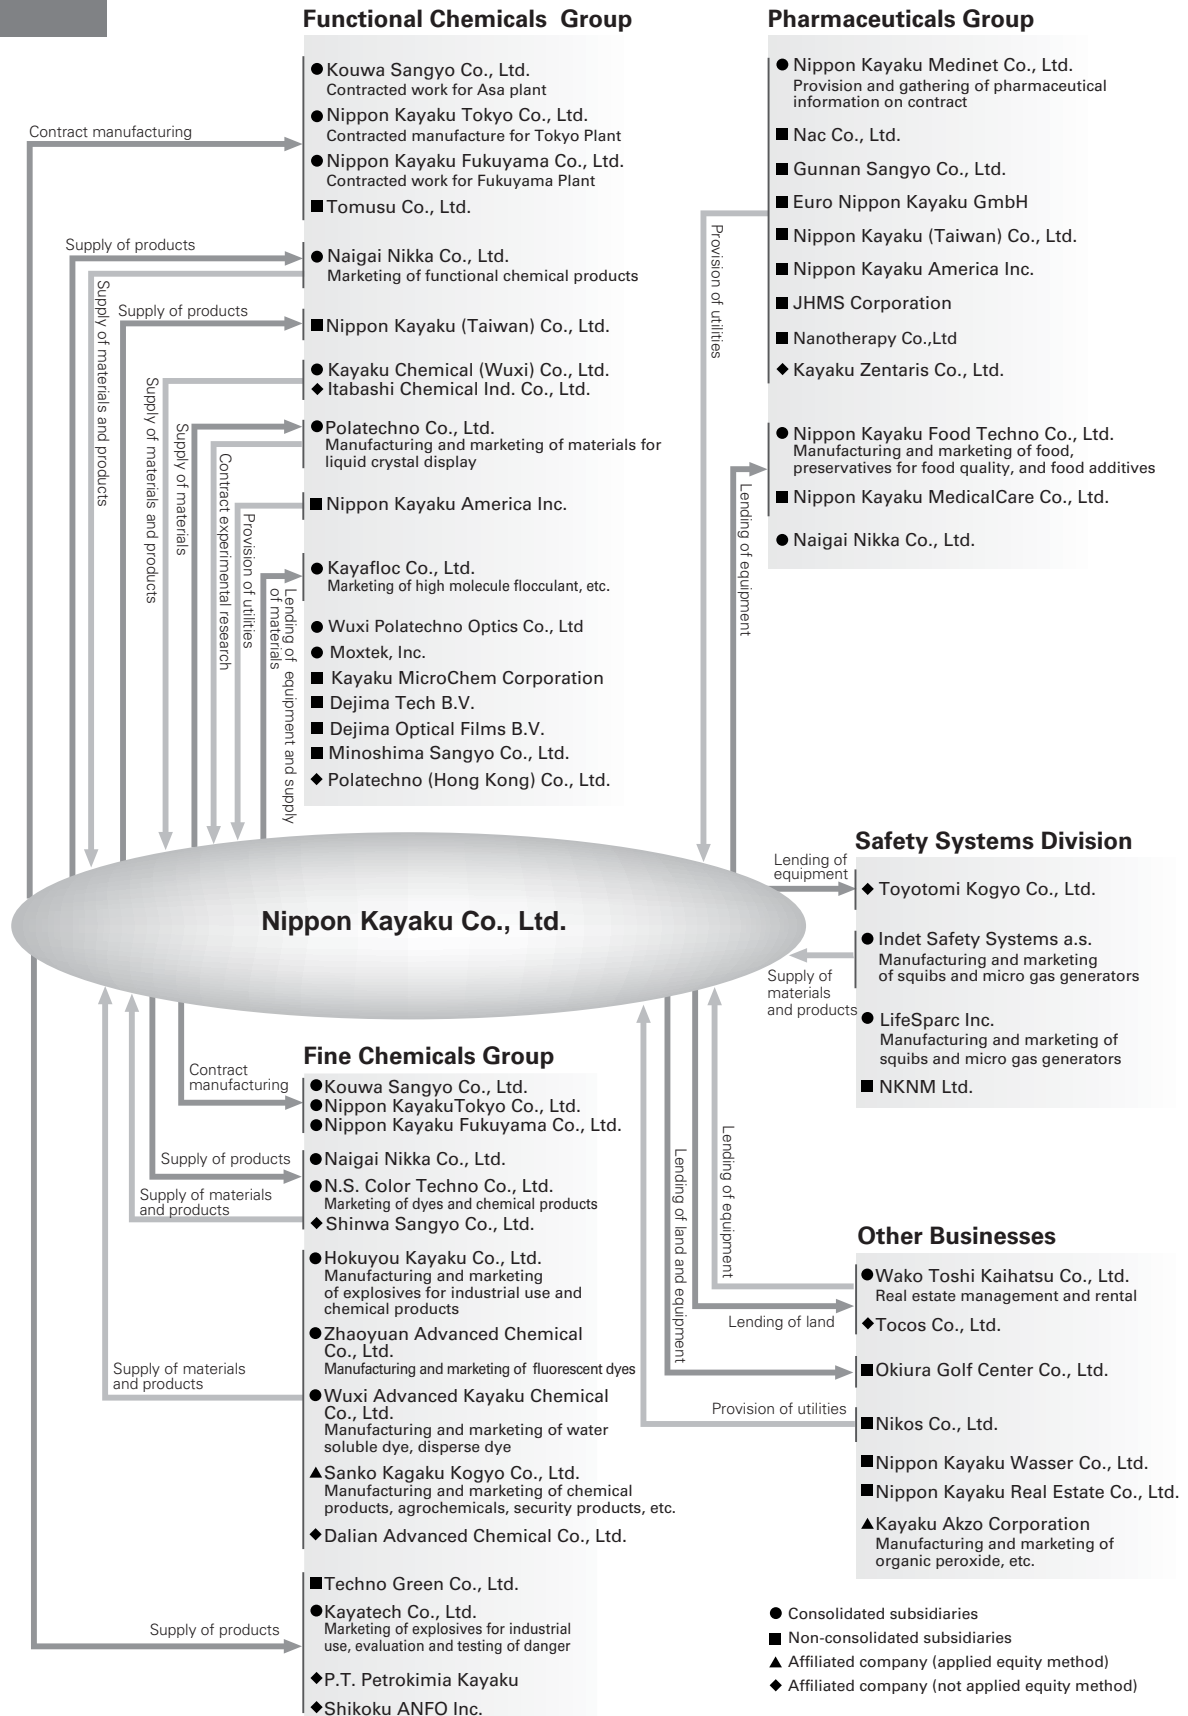 Functional Chemicals Group
Contract manufacturing
● Kouwa Sangyo Co., Ltd.
Contracted work for Asa plant
● Nippon Kayaku Tokyo Co., Ltd.
Contracted manufacture for Tokyo Plant
● Nippon Kayaku Fukuyama Co., Ltd.
Contracted work for Fukuyama Plant
■ Tomusu Co., Ltd.
Supply of products
Supply of materials and products
● Naigai Nikka Co., Ltd.
Marketing of functional chemical products
Supply of products
■ Nippon Kayaku (Taiwan) Co., Ltd.
Supply of materials and products
● Kayaku Chemical (Wuxi) Co., Ltd.
◆ Itabashi Chemical Ind. Co., Ltd.
Supply of materials
Contract experimental research
● Polatechno Co., Ltd.
Manufacturing and marketing of materials for
liquid crystal display
Provision of utilities
■ Nippon Kayaku America Inc.
Lending of equipment and supply
of materials
● Kayafloc Co., Ltd.
Marketing of high molecule flocculant, etc.
● Wuxi Polatechno Optics Co., Ltd
● Moxtek, Inc.
■ Kayaku MicroChem Corporation
■ Dejima Tech B.V.
■ Dejima Optical Films B.V.
■ Minoshima Sangyo Co., Ltd.
◆ Polatechno (Hong Kong) Co., Ltd.
Pharmaceuticals Group
Provision of utilities
● Nippon Kayaku Medinet Co., Ltd.
Provision and gathering of pharmaceutical
information on contract
■ Nac Co., Ltd.
■ Gunnan Sangyo Co., Ltd.
■ Euro Nippon Kayaku GmbH
■ Nippon Kayaku (Taiwan) Co., Ltd.
■ Nippon Kayaku America Inc.
■ JHMS Corporation
■ Nanotherapy Co.,Ltd
◆ Kayaku Zentaris Co., Ltd.
Lending of equipment
● Nippon Kayaku Food Techno Co., Ltd.
Manufacturing and marketing of food,
preservatives for food quality, and food additives
■ Nippon Kayaku MedicalCare Co., Ltd.
● Naigai Nikka Co., Ltd.
Nippon Kayaku Co., Ltd.
Safety Systems Division
Lending of
equipment
◆ Toyotomi Kogyo Co., Ltd.
Supply of
materials
and products
● Indet Safety Systems a.s.
Manufacturing and marketing
of squibs and micro gas generators
● LifeSparc Inc.
Manufacturing and marketing of
squibs and micro gas generators
■ NKNM Ltd.
Fine Chemicals Group
Contract
manufacturing
● Kouwa Sangyo Co., Ltd.
● Nippon KayakuTokyo Co., Ltd.
● Nippon Kayaku Fukuyama Co., Ltd.
Supply of products
Supply of materials
and products
● Naigai Nikka Co., Ltd.
● N.S. Color Techno Co., Ltd.
Marketing of dyes and chemical products
◆ Shinwa Sangyo Co., Ltd.
Supply of materials
and products
● Hokuyou Kayaku Co., Ltd.
Manufacturing and marketing
of explosives for industrial use and
chemical products
● Zhaoyuan Advanced Chemical
Co., Ltd.
Manufacturing and marketing of fluorescent dyes
● Wuxi Advanced Kayaku Chemical
Co., Ltd.
Manufacturing and marketing of water
soluble dye, disperse dye
▲ Sanko Kagaku Kogyo Co., Ltd.
Manufacturing and marketing of chemical
products, agrochemicals, security products, etc.
◆ Dalian Advanced Chemical Co., Ltd.
Supply of products
■ Techno Green Co., Ltd.
● Kayatech Co., Ltd.
Marketing of explosives for industrial
use, evaluation and testing of danger
◆ P.T. Petrokimia Kayaku
◆ Shikoku ANFO Inc.
Other Businesses
Lending of equipment
Lending of land
Lending of land and equipment
Provision of utilities
● Wako Toshi Kaihatsu Co., Ltd.
Real estate management and rental
◆ Tocos Co., Ltd.
■ Okiura Golf Center Co., Ltd.
■ Nikos Co., Ltd.
■ Nippon Kayaku Wasser Co., Ltd.
■ Nippon Kayaku Real Estate Co., Ltd.
▲ Kayaku Akzo Corporation
Manufacturing and marketing of
organic peroxide, etc.
● Consolidated subsidiaries
■ Non-consolidated subsidiaries
▲ Affiliated company (applied equity method)
◆ Affiliated company (not applied equity method)